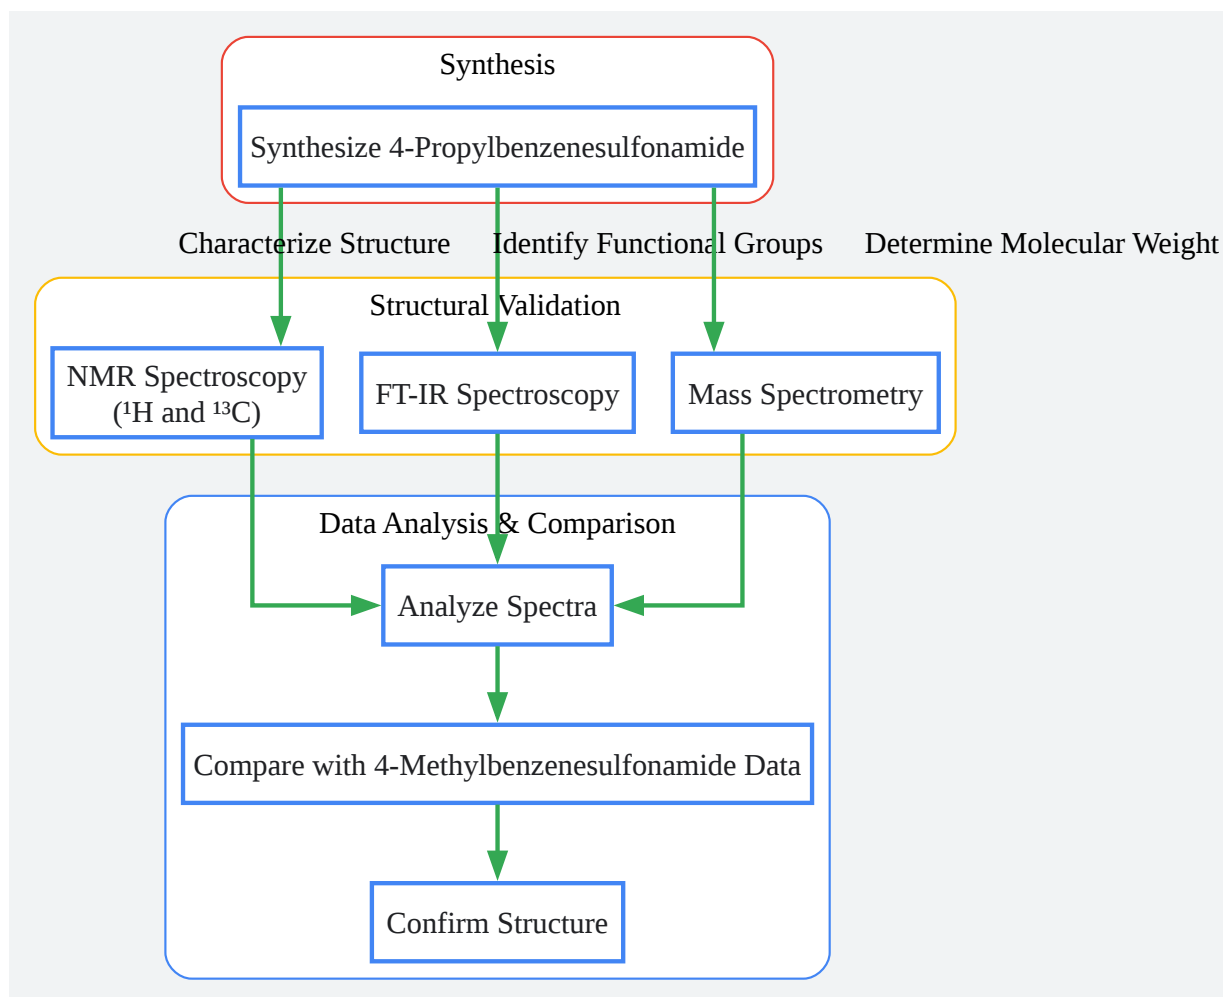 Synthesis
Synthesize 4-Propylbenzenesulfonamide
Characterize Structure
Identify Functional Groups
Determine Molecular Weight
Structural Validation
NMR Spectroscopy
(¹H and ¹³C)
FT-IR Spectroscopy
Mass Spectrometry
Data Analysis & Comparison
Analyze Spectra
Compare with 4-Methylbenzenesulfonamide Data
Confirm Structure